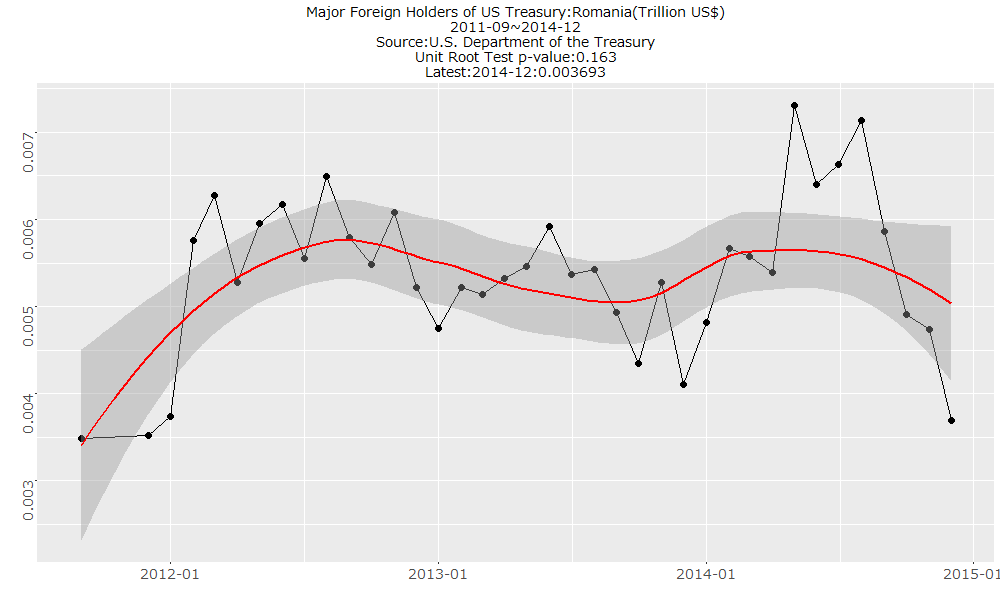 Major Foreign Holders of US Treasury:Romania(Trillion US$)
2011-09~2014-12
Source:U.S. Department of the Treasury
Unit Root Test p-value:0.163
Latest:2014-12:0.003693
0.007
0.006
0.005
0.004
0.003
2012-01
2013-01
2014-01
2015-01